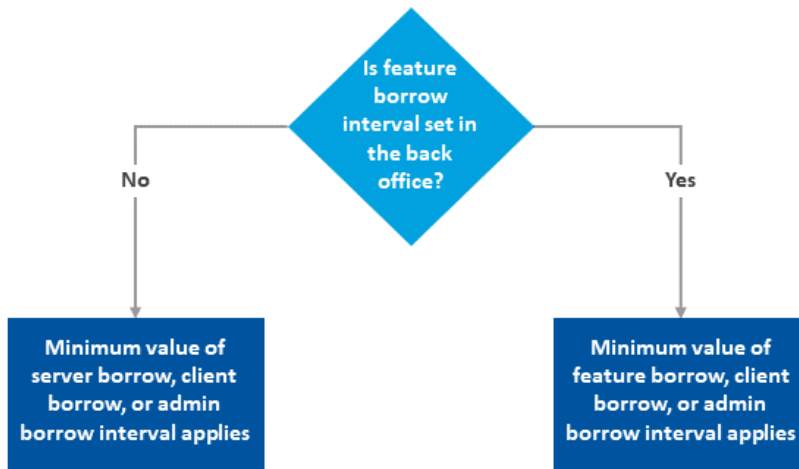 Is feature
borrow
interval set in
the back
office?
No
Yes
Minimum value of
server borrow, client
borrow, or admin
borrow interval applies
Minimum value of
feature borrow, client
borrow, or admin
borrow interval applies